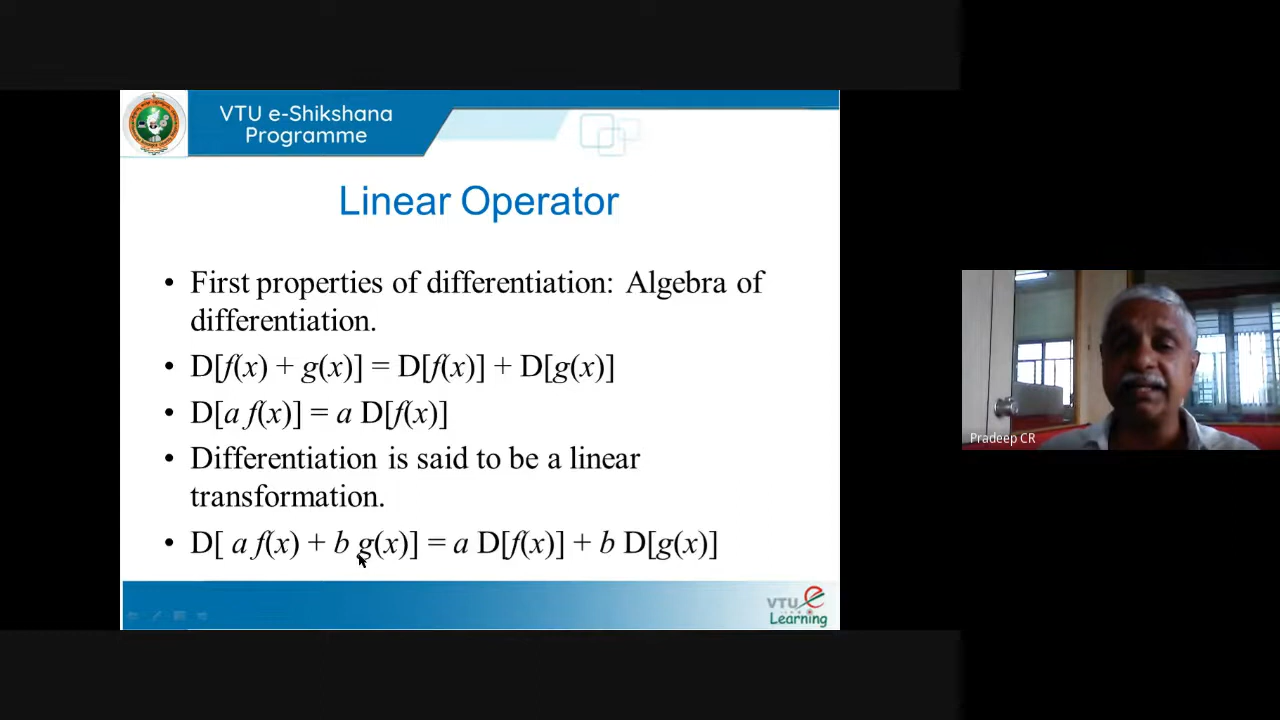 VTU e-Shikshana
Programme
Linear Operator
• First properties of differentiation: Algebra of
differentiation.
• D[f(x) + g(x)] = D[f(x)] + D[g(x)]
• D[a f(x)] = a D[f(x)]
• Differentiation is said to be a linear
transformation.
• D[ a f(x) + b g(x)] = a D[f(x)] + b D[g(x)]
VTU e
Learning
Pradeep CR